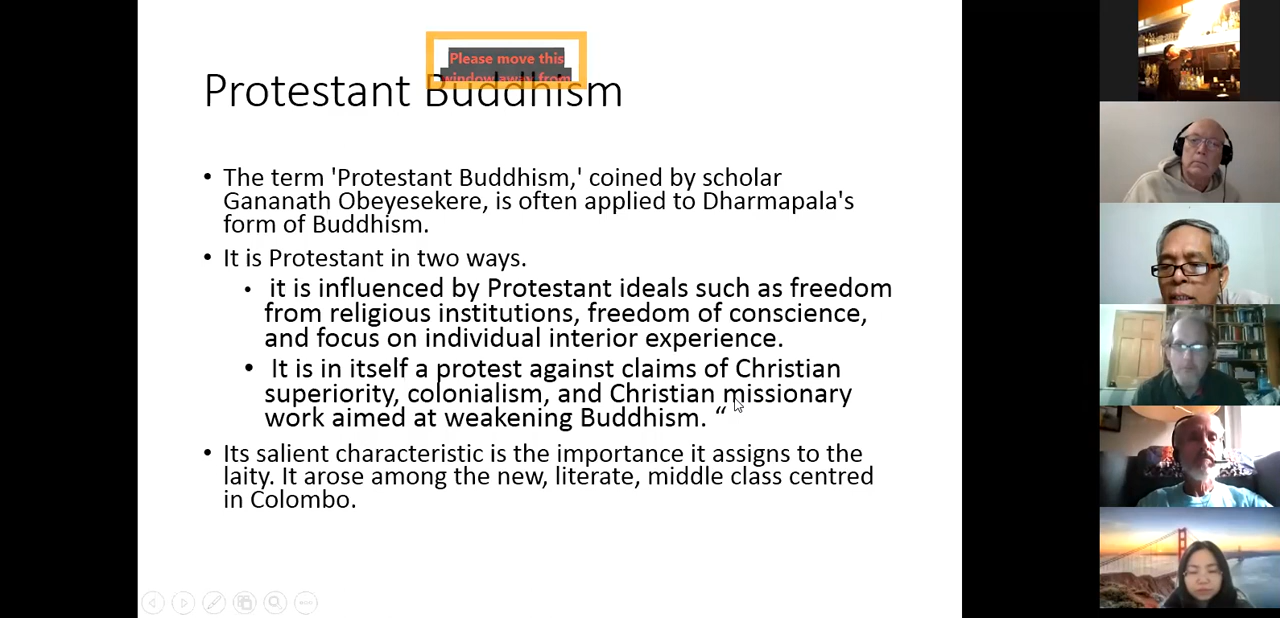 Please move this
window away from
Protestant Buddhism
• The term 'Protestant Buddhism,' coined by scholar
Gananath Obeyesekere, is often applied to Dharmapala's
form of Buddhism.
• It is Protestant in two ways.
• it is influenced by Protestant ideals such as freedom
from religious institutions, freedom of conscience,
and focus on individual interior experience.
• It is in itself a protest against claims of Christian
superiority, colonialism, and Christian missionary
work aimed at weakening Buddhism. “
• Its salient characteristic is the importance it assigns to the
laity. It arose among the new, literate, middle class centred
in Colombo.